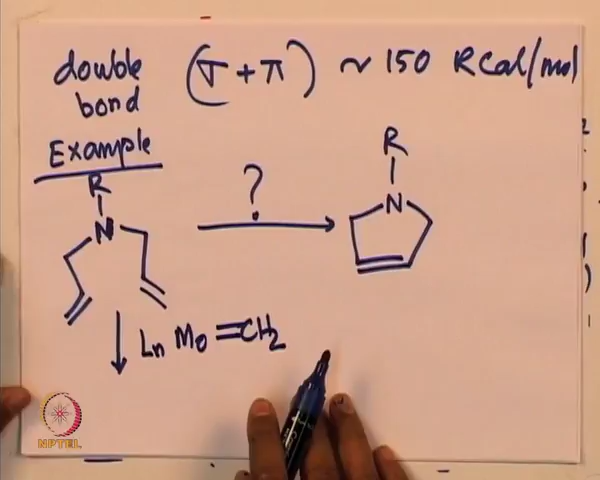 double bond (σ + π) ~ 150 Kcal/mol
Example
R
N
?
R
N
Ln Mo = CH2
NPTEL